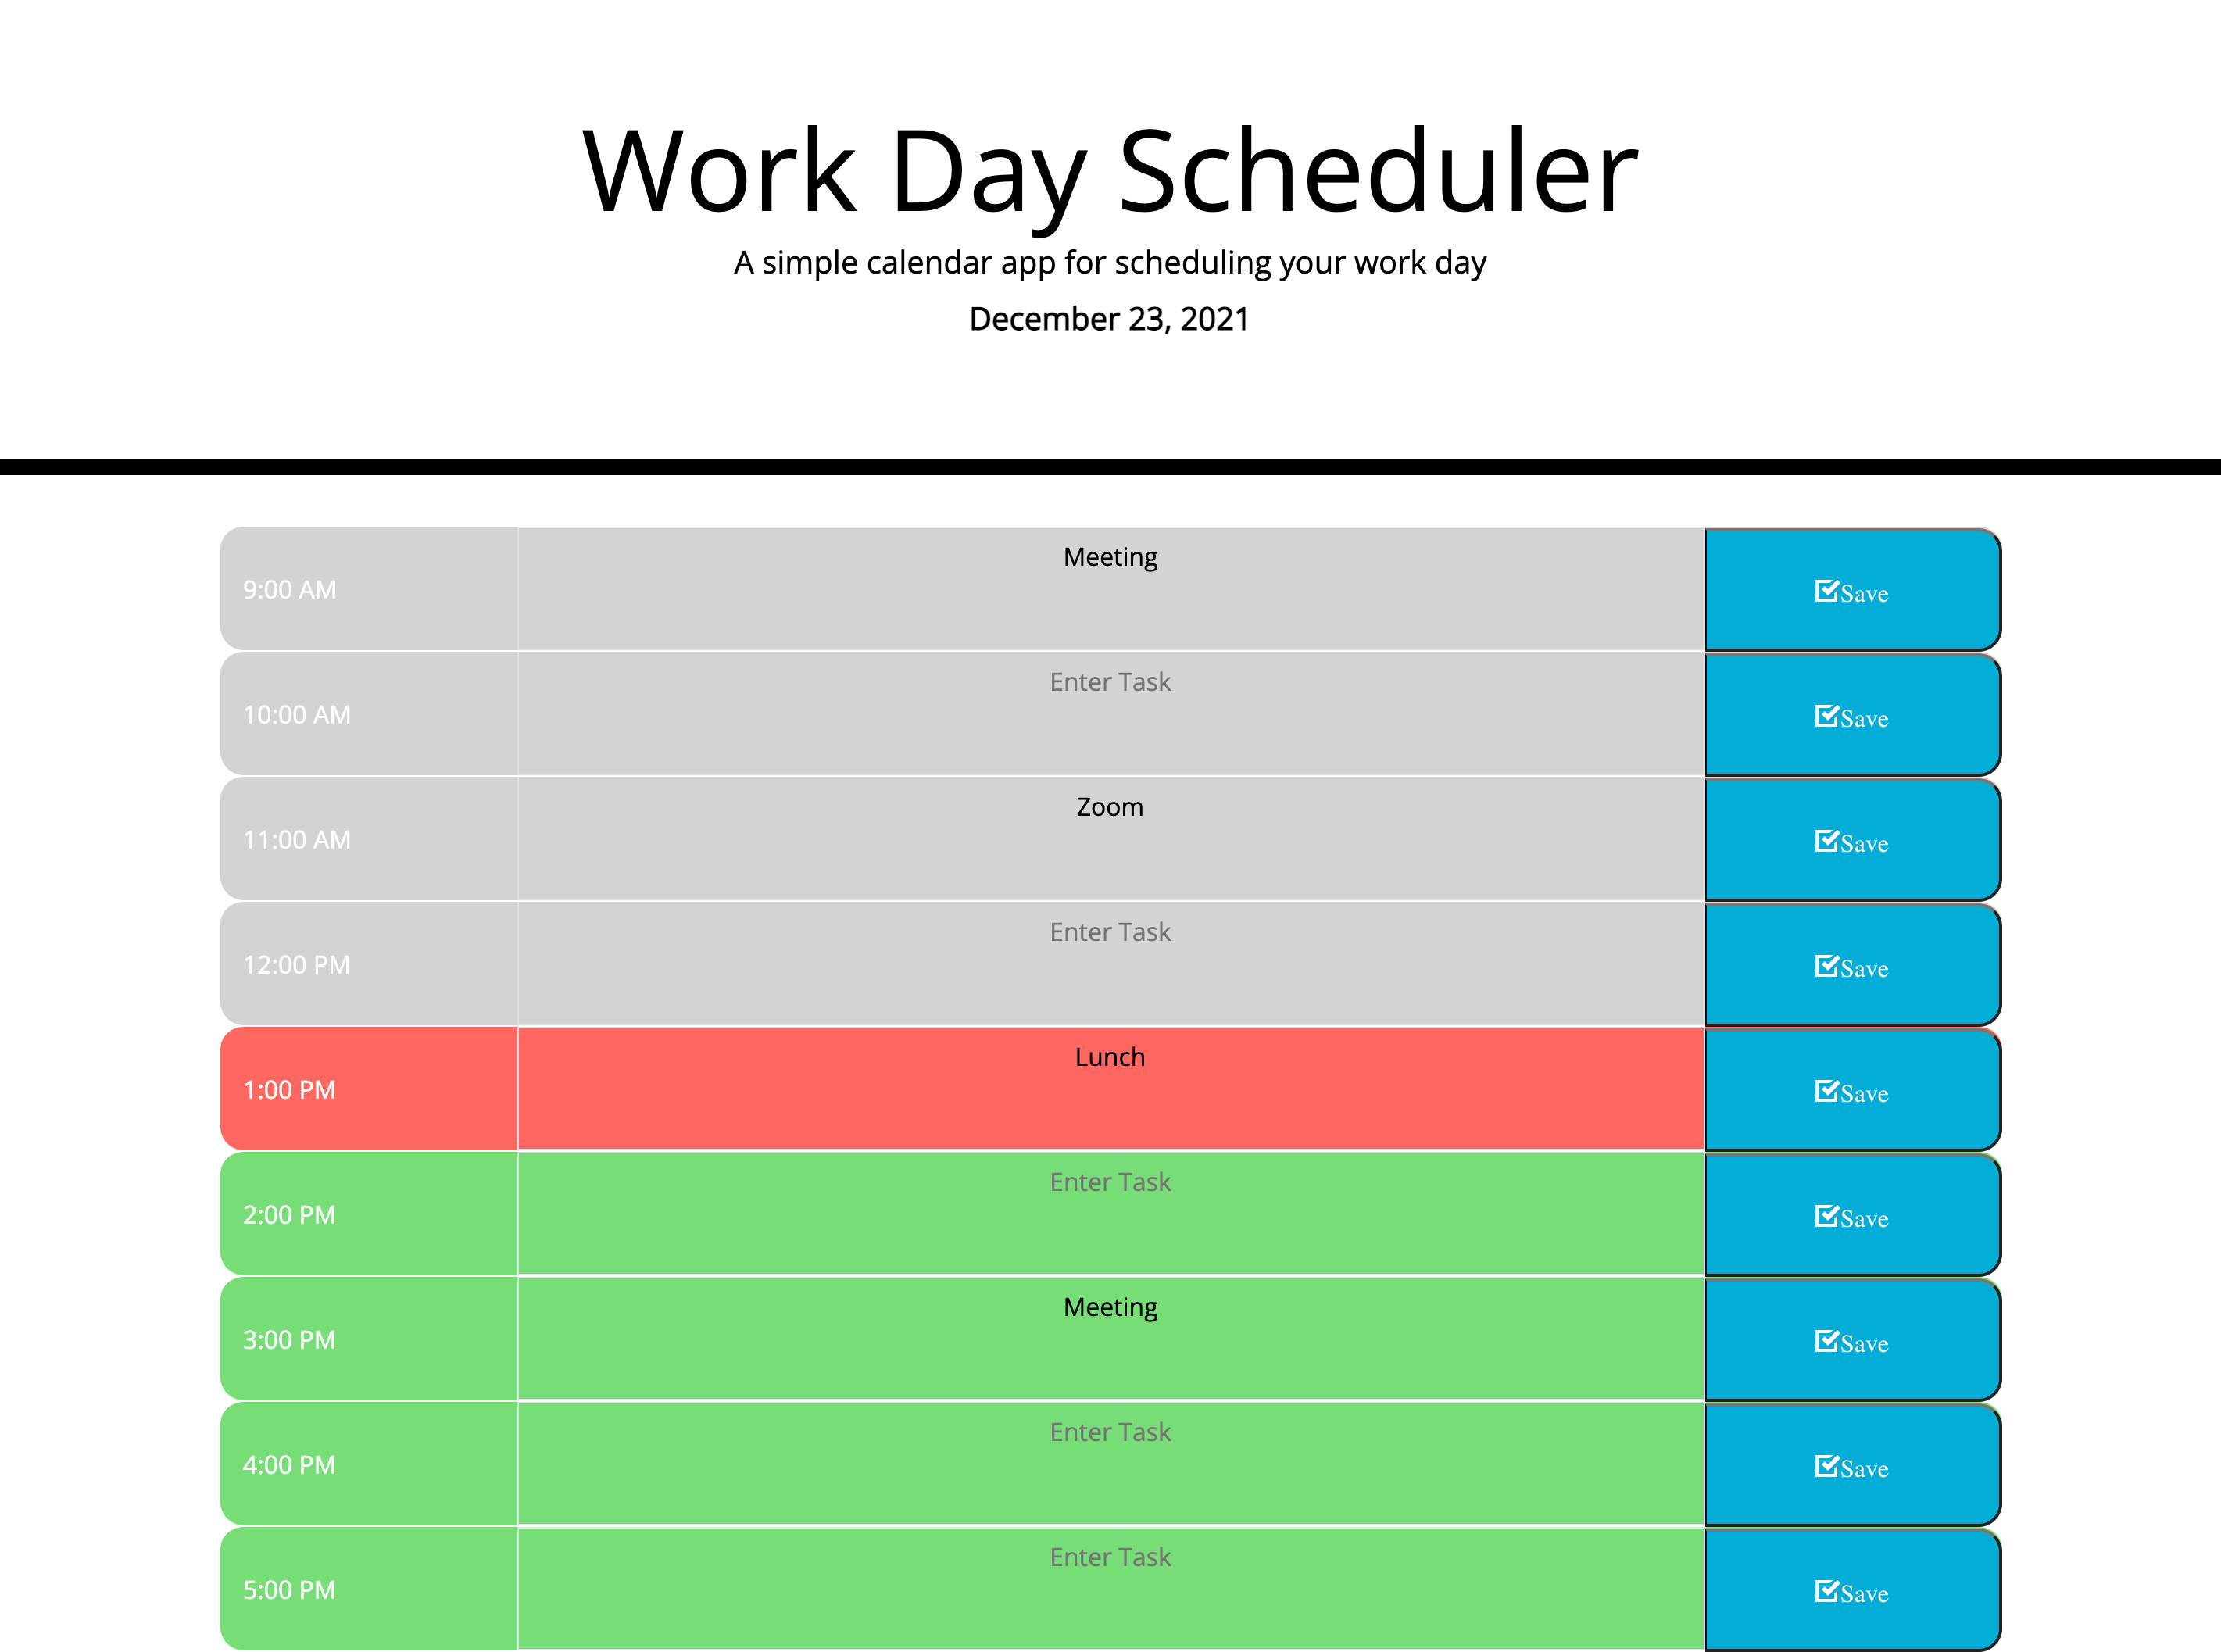 Work Day Scheduler
A simple calendar app for scheduling your work day
December 23, 2021
9:00 AM Meeting Save
10:00 AM Enter Task Save
11:00 AM Zoom Save
12:00 PM Enter Task Save
1:00 PM Lunch Save
2:00 PM Enter Task Save
3:00 PM Meeting Save
4:00 PM Enter Task Save
5:00 PM Enter Task Save